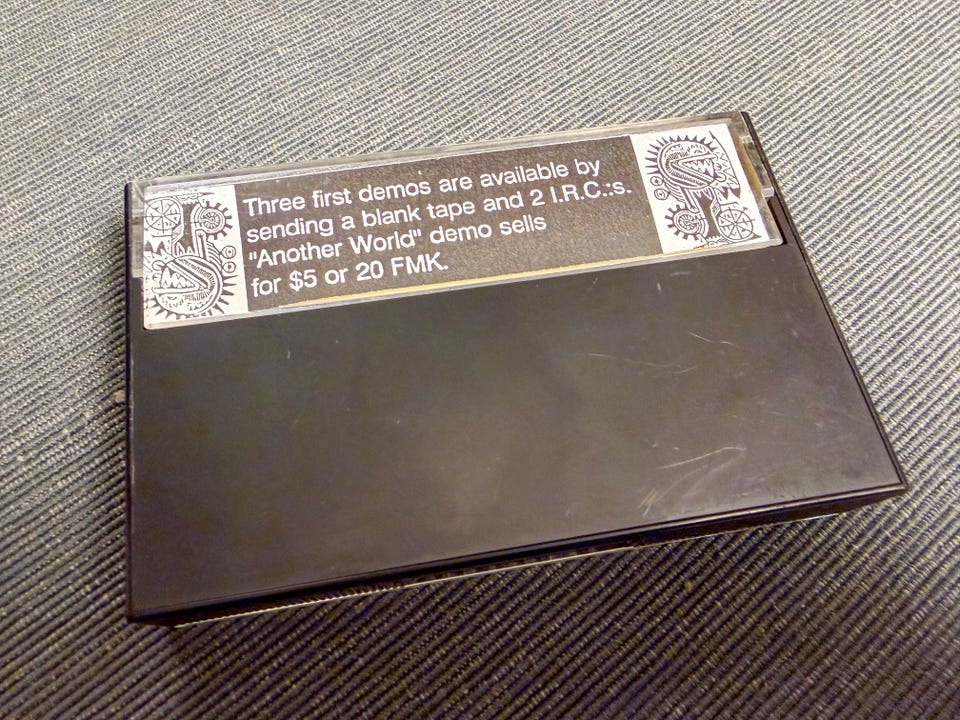 Three first demos are available by
sending a blank tape and 2 I.R.C.:s.
"Another World" demo sells
for $5 or 20 FMK.